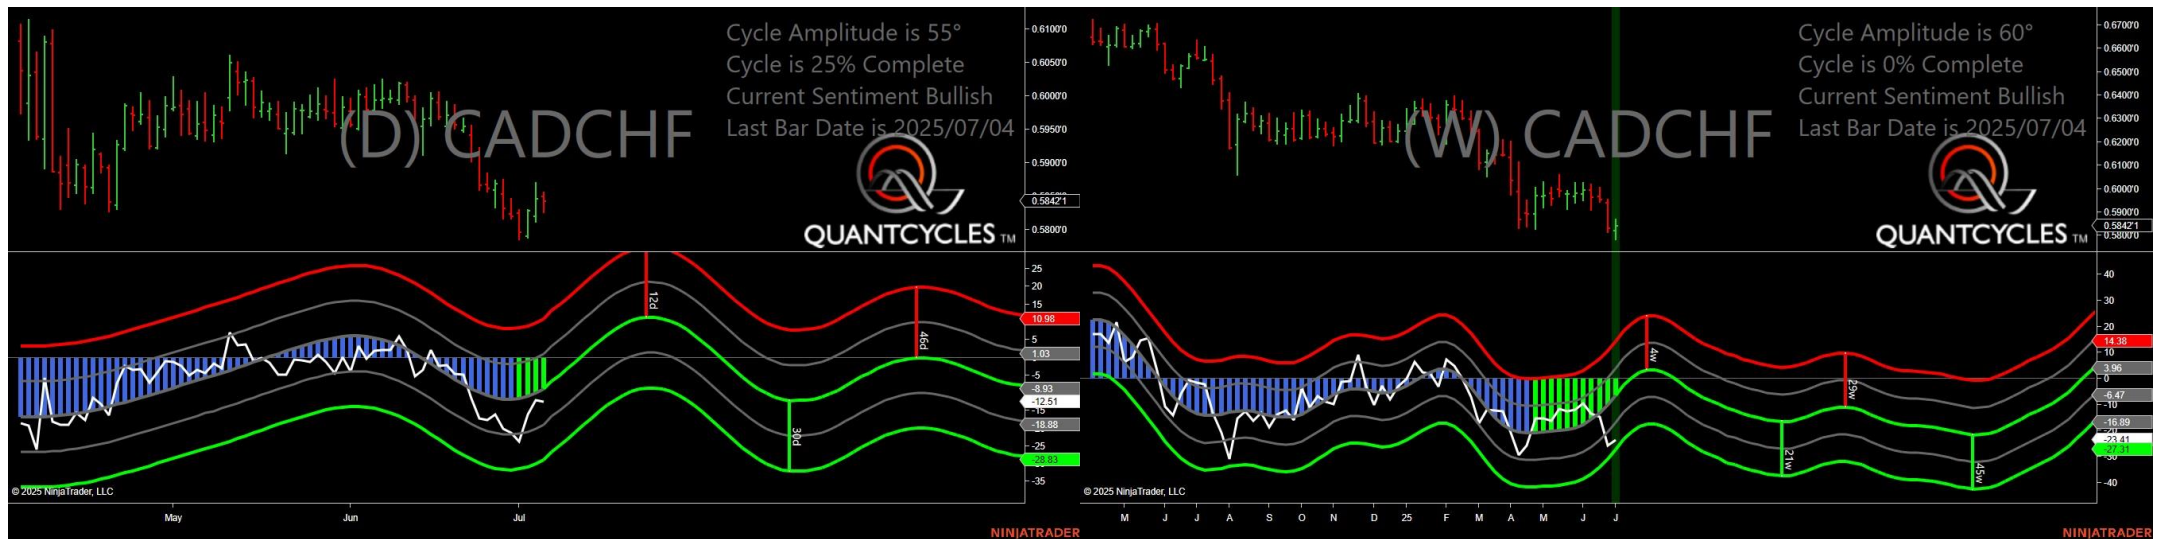 Cycle Amplitude is 55°
Cycle is 25% Complete
Current Sentiment Bullish
Last Bar Date is 2025/07/04
(D) CADCHF
QUANTCYCLES TM
0.6100'0
0.6050'0
0.6000'0
0.5950'0
0.5900'0
0.5842'1
0.5800'0
12d
30d
46d
25
20
15
10.98
5
1.03
-5
-8.93
-12.51
-15
-18.88
-25
-28.83
-35
© 2025 NinjaTrader, LLC
May
Jun
Jul
NINJATRADER
Cycle Amplitude is 60°
Cycle is 0% Complete
Current Sentiment Bullish
Last Bar Date is 2025/07/04
(W) CADCHF
QUANTCYCLES TM
0.6700'0
0.6600'0
0.6500'0
0.6400'0
0.6300'0
0.6200'0
0.6100'0
0.6000'0
0.5900'0
0.5842'1
0.5800'0
4w
21w
29w
45w
40
30
20
14.38
10
3.96
0
-6.47
-10
-16.89
-23.41
-27.31
-30
-40
© 2025 NinjaTrader, LLC
M
J
J
A
S
O
N
D
25
F
M
A
M
J
J
NINJATRADER